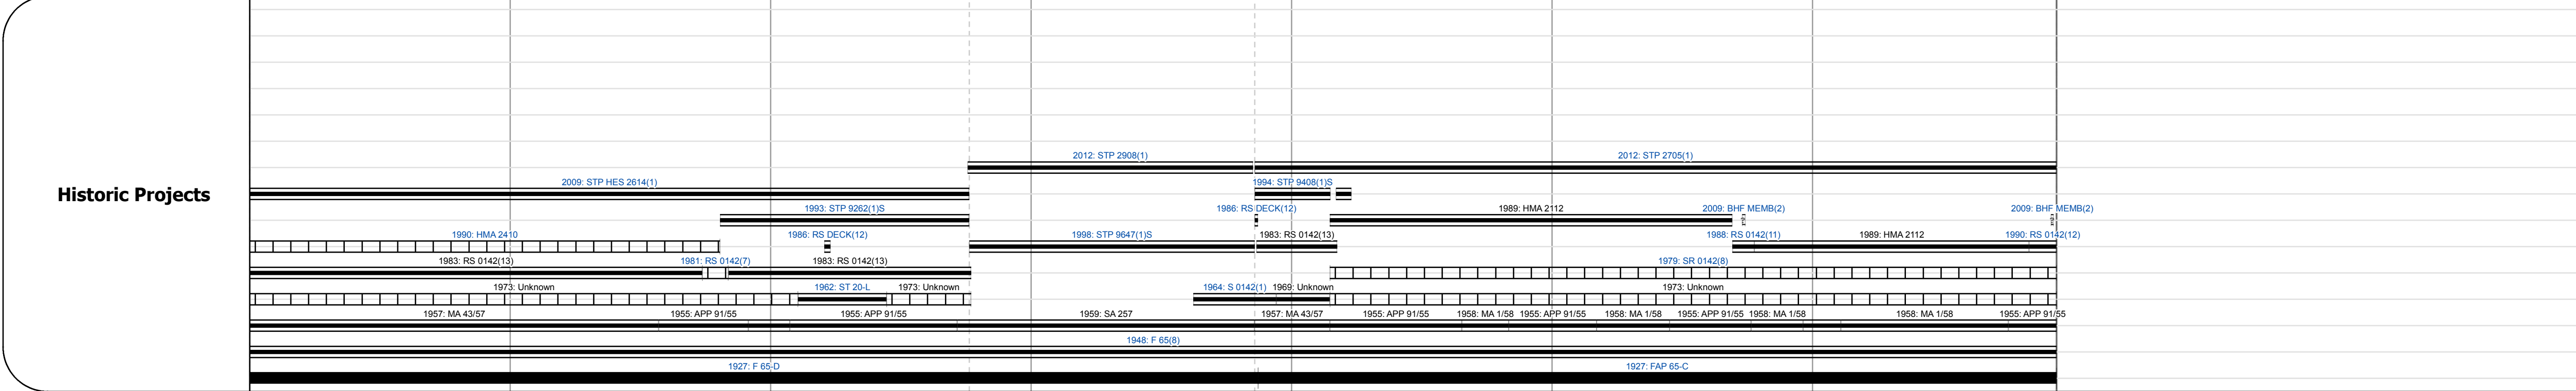 2012: STP 2908(1) 2012: STP 2705(1)
Historic Projects
2009: STP HES 2614(1) 1994: STP 9408(1)S
1993: STP 9262(1)S 1986: RS DECK(12) 1989: HMA 2112 2009: BHF MEMB(2) 2009: BHF MEMB(2)
1990: HMA 2410 1986: RS DECK(12) 1998: STP 9647(1)S 1983: RS 0142(13) 1988: RS 0142(11) 1989: HMA 2112 1990: RS 0142(12)
1983: RS 0142(13) 1981: RS 0142(7) 1983: RS 0142(13) 1979: SR 0142(8)
1973: Unknown 1962: ST 20-L 1973: Unknown 1964: S 0142(1) 1969: Unknown 1973: Unknown
1957: MA 43/57 1955: APP 91/55 1955: APP 91/55 1959: SA 257 1957: MA 43/57 1955: APP 91/55 1958: MA 1/58 1955: APP 91/55 1958: MA 1/58 1955: APP 91/55 1958: MA 1/58 1958: MA 1/58 1955: APP 91/55
1948: F 65(8)
1927: F 65-D 1927: FAP 65-C